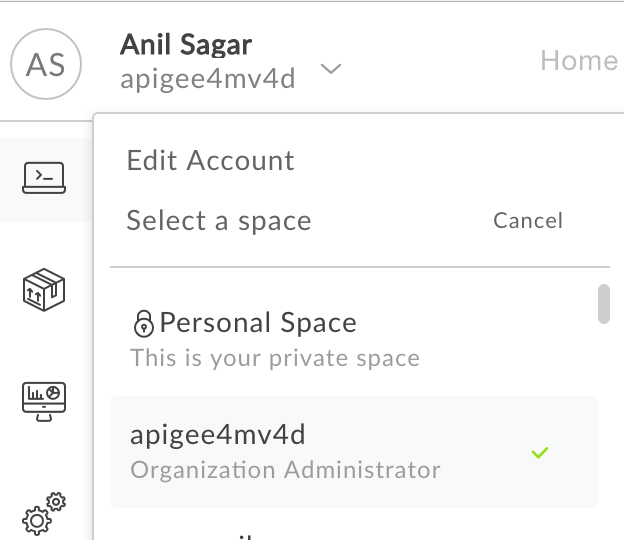 AS
Anil Sagar
apigee4mv4d
Home
Edit Account
Select a space
Cancel
Personal Space
This is your private space
apigee4mv4d
Organization Administrator